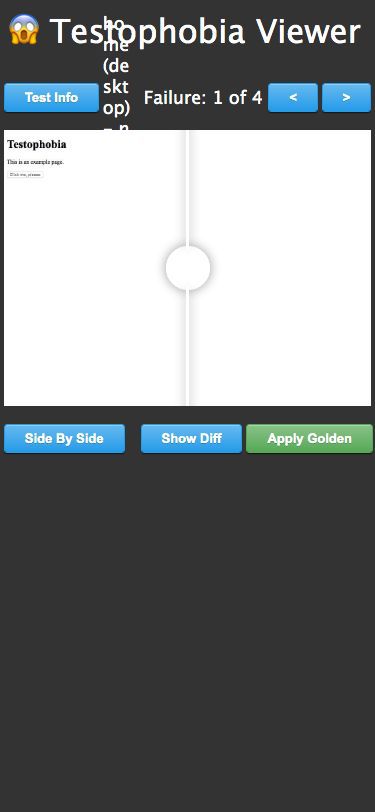 😱 Testophobia Viewer
Test Info
ho
me
(de
skt
op)
- n
Failure: 1 of 4
<
>
Testophobia
This is an example page.
Click me, please
Side By Side
Show Diff
Apply Golden